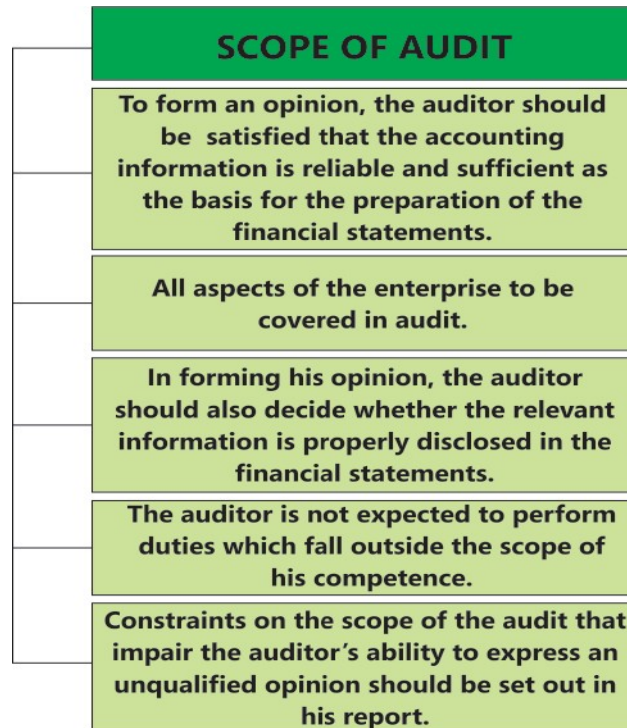 SCOPE OF AUDIT
To form an opinion, the auditor should
be satisfied that the accounting
information is reliable and sufficient as
the basis for the preparation of the
financial statements.
All aspects of the enterprise to be
covered in audit.
In forming his opinion, the auditor
should also decide whether the relevant
information is properly disclosed in the
financial statements.
The auditor is not expected to perform
duties which fall outside the scope of
his competence.
Constraints on the scope of the audit that
impair the auditor’s ability to express an
unqualified opinion should be set out in
his report.